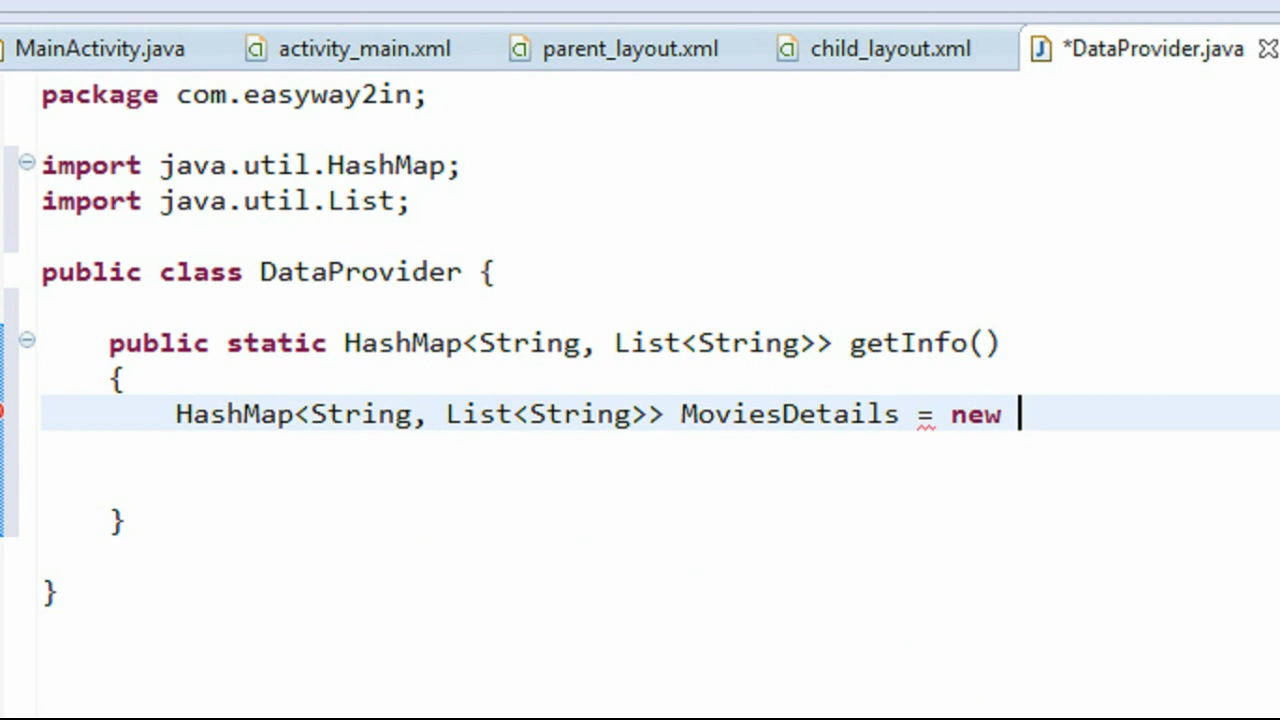 MainActivity.java activity_main.xml parent_layout.xml child_layout.xml *DataProvider.java
package com.easyway2in;
import java.util.HashMap;
import java.util.List;
public class DataProvider {
public static HashMap<String, List<String>> getInfo()
{
HashMap<String, List<String>> MoviesDetails = new
}
}